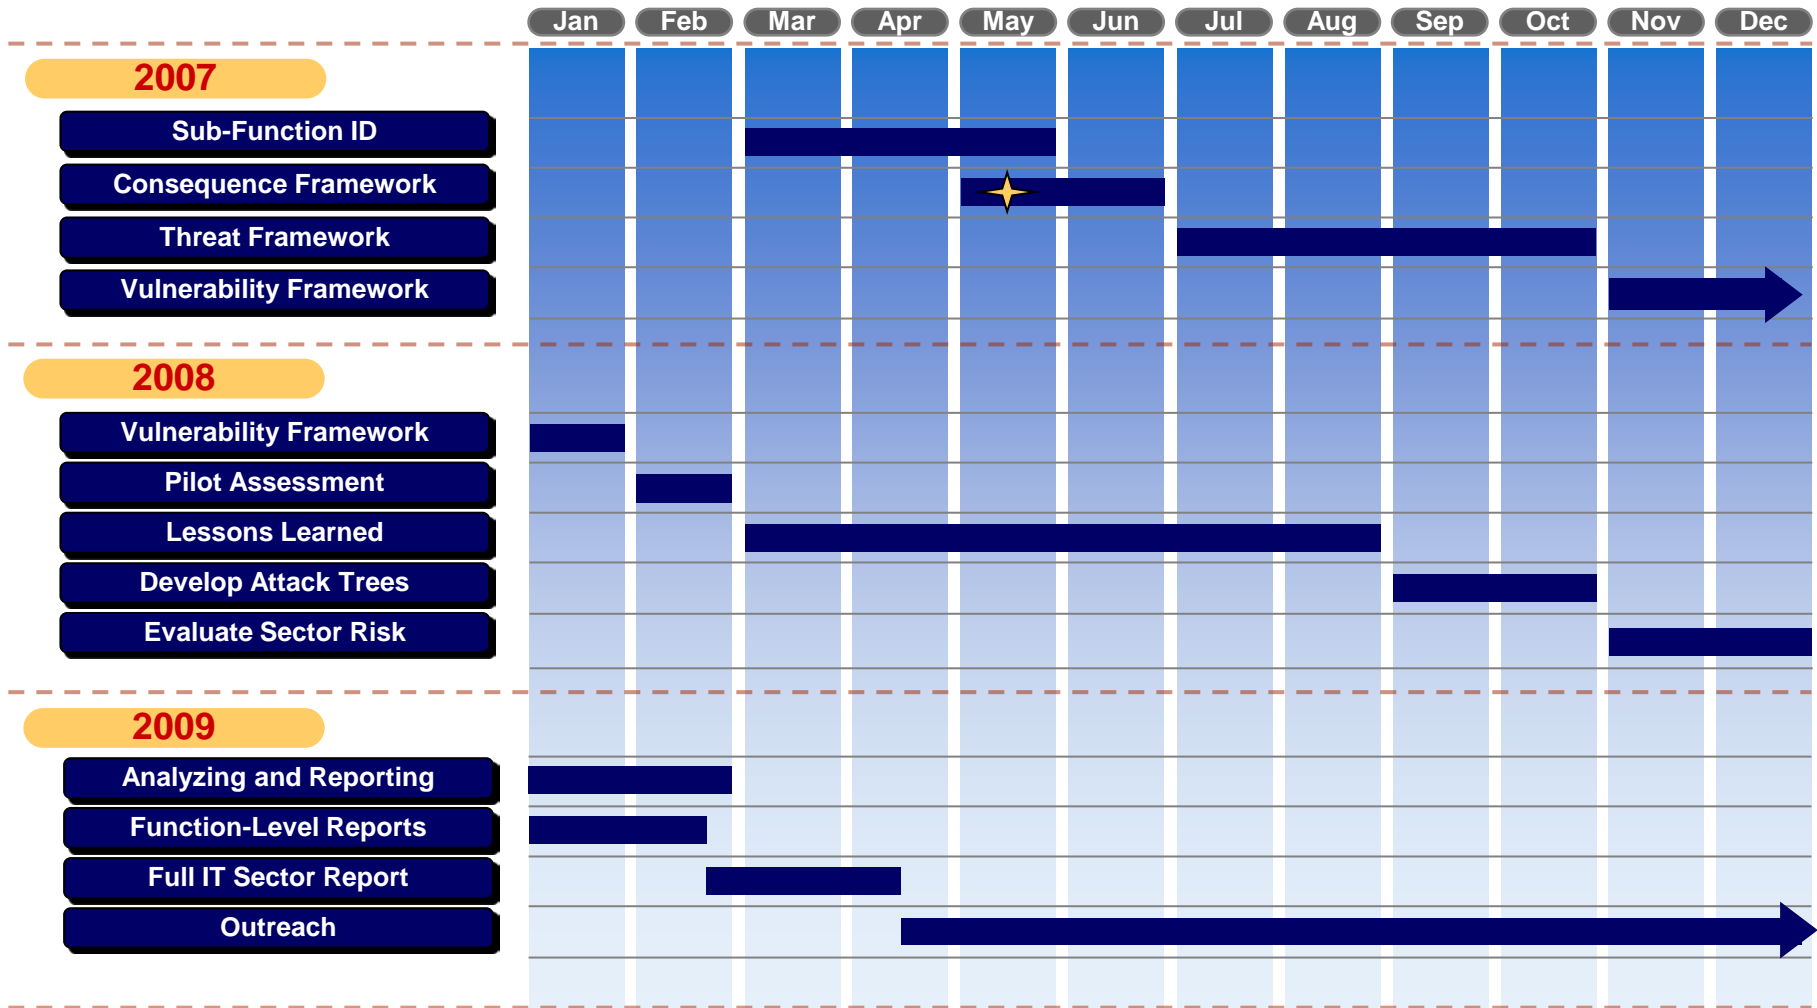 Jan Feb Mar Apr May Jun Jul Aug Sep Oct Nov Dec
2007
Sub-Function ID
Consequence Framework
Threat Framework
Vulnerability Framework
2008
Vulnerability Framework
Pilot Assessment
Lessons Learned
Develop Attack Trees
Evaluate Sector Risk
2009
Analyzing and Reporting
Function-Level Reports
Full IT Sector Report
Outreach